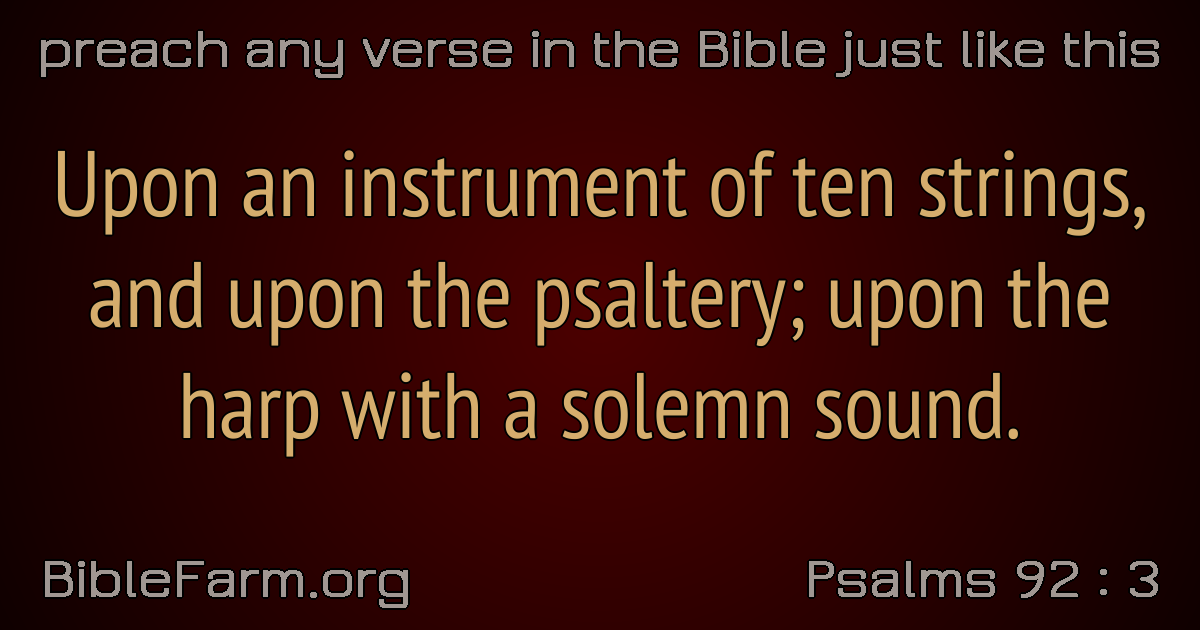 preach any verse in the Bible just like this
Upon an instrument of ten strings,
and upon the psaltery; upon the
harp with a solemn sound.
BibleFarm.org
Psalms 92 : 3